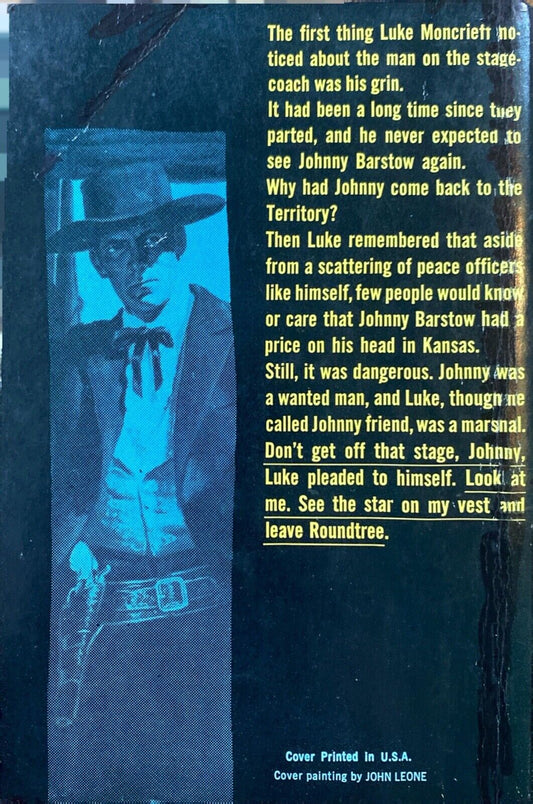 The first thing Luke Moncrieff no-
ticed about the man on the stage-
coach was his grin.
It had been a long time since they
parted, and he never expected to
see Johnny Barstow again.
Why had Johnny come back to the
Territory?
Then Luke remembered that aside
from a scattering of peace officers
like himself, few people would know
or care that Johnny Barstow had a
price on his head in Kansas.
Still, it was dangerous. Johnny was
a wanted man, and Luke, though he
called Johnny friend, was a marshal.
Don't get off that stage, Johnny,
Luke pleaded to himself. Look at
me. See the star on my vest and
leave Roundtree.
Cover Printed in U.S.A.
Cover painting by JOHN LEONE